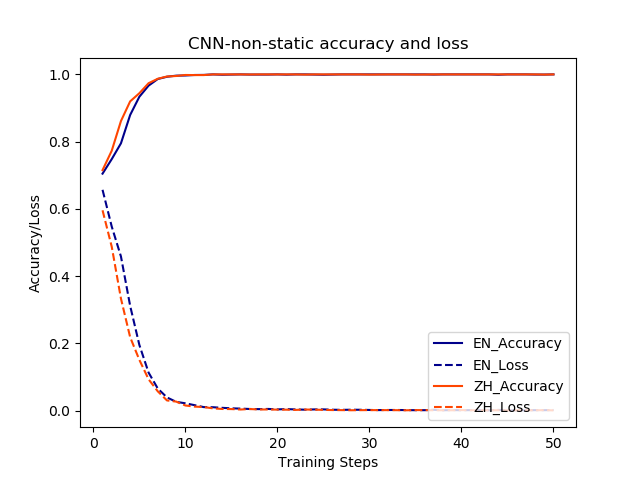 CNN-non-static accuracy and loss
1.0
0.8
0.6
0.4
0.2
0.0
Accuracy/Loss
0 10 20 30 40 50
Training Steps
EN_Accuracy
EN_Loss
ZH_Accuracy
ZH_Loss